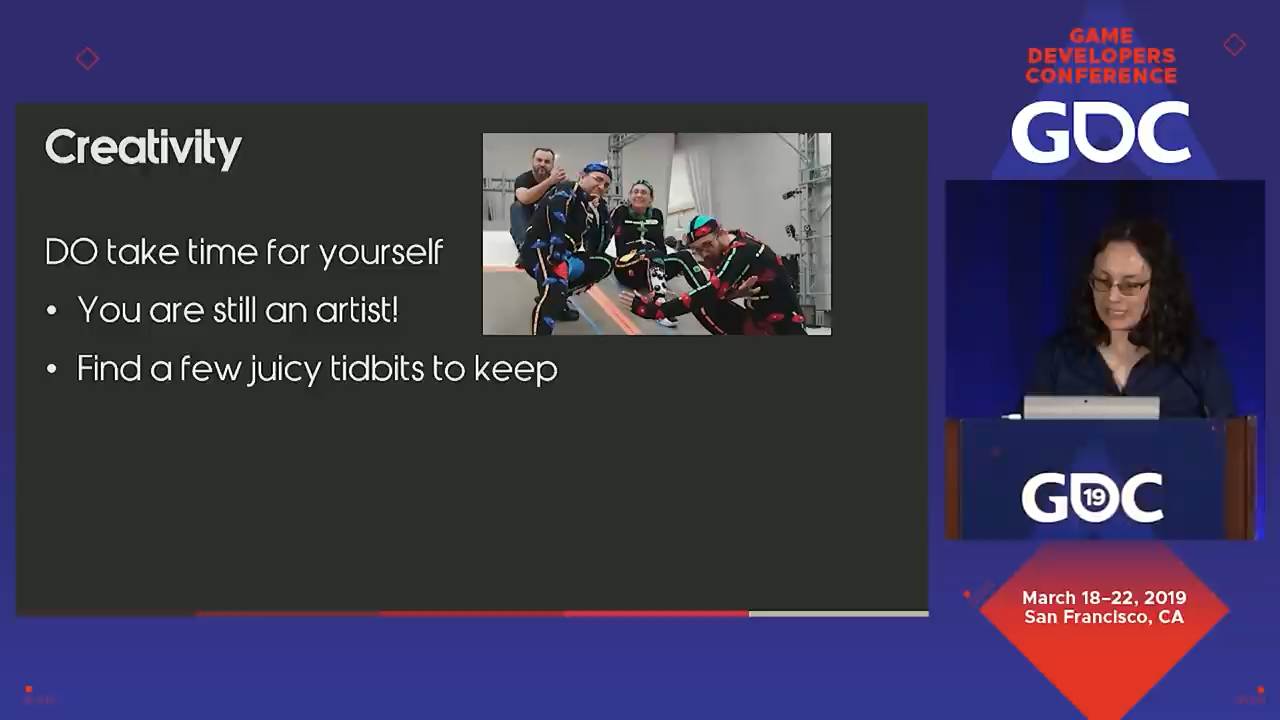 GAME
DEVELOPERS
CONFERENCE
GDC
Creativity
DO take time for yourself
• You are still an artist!
• Find a few juicy tidbits to keep
GDC
19
March 18–22, 2019
San Francisco, CA